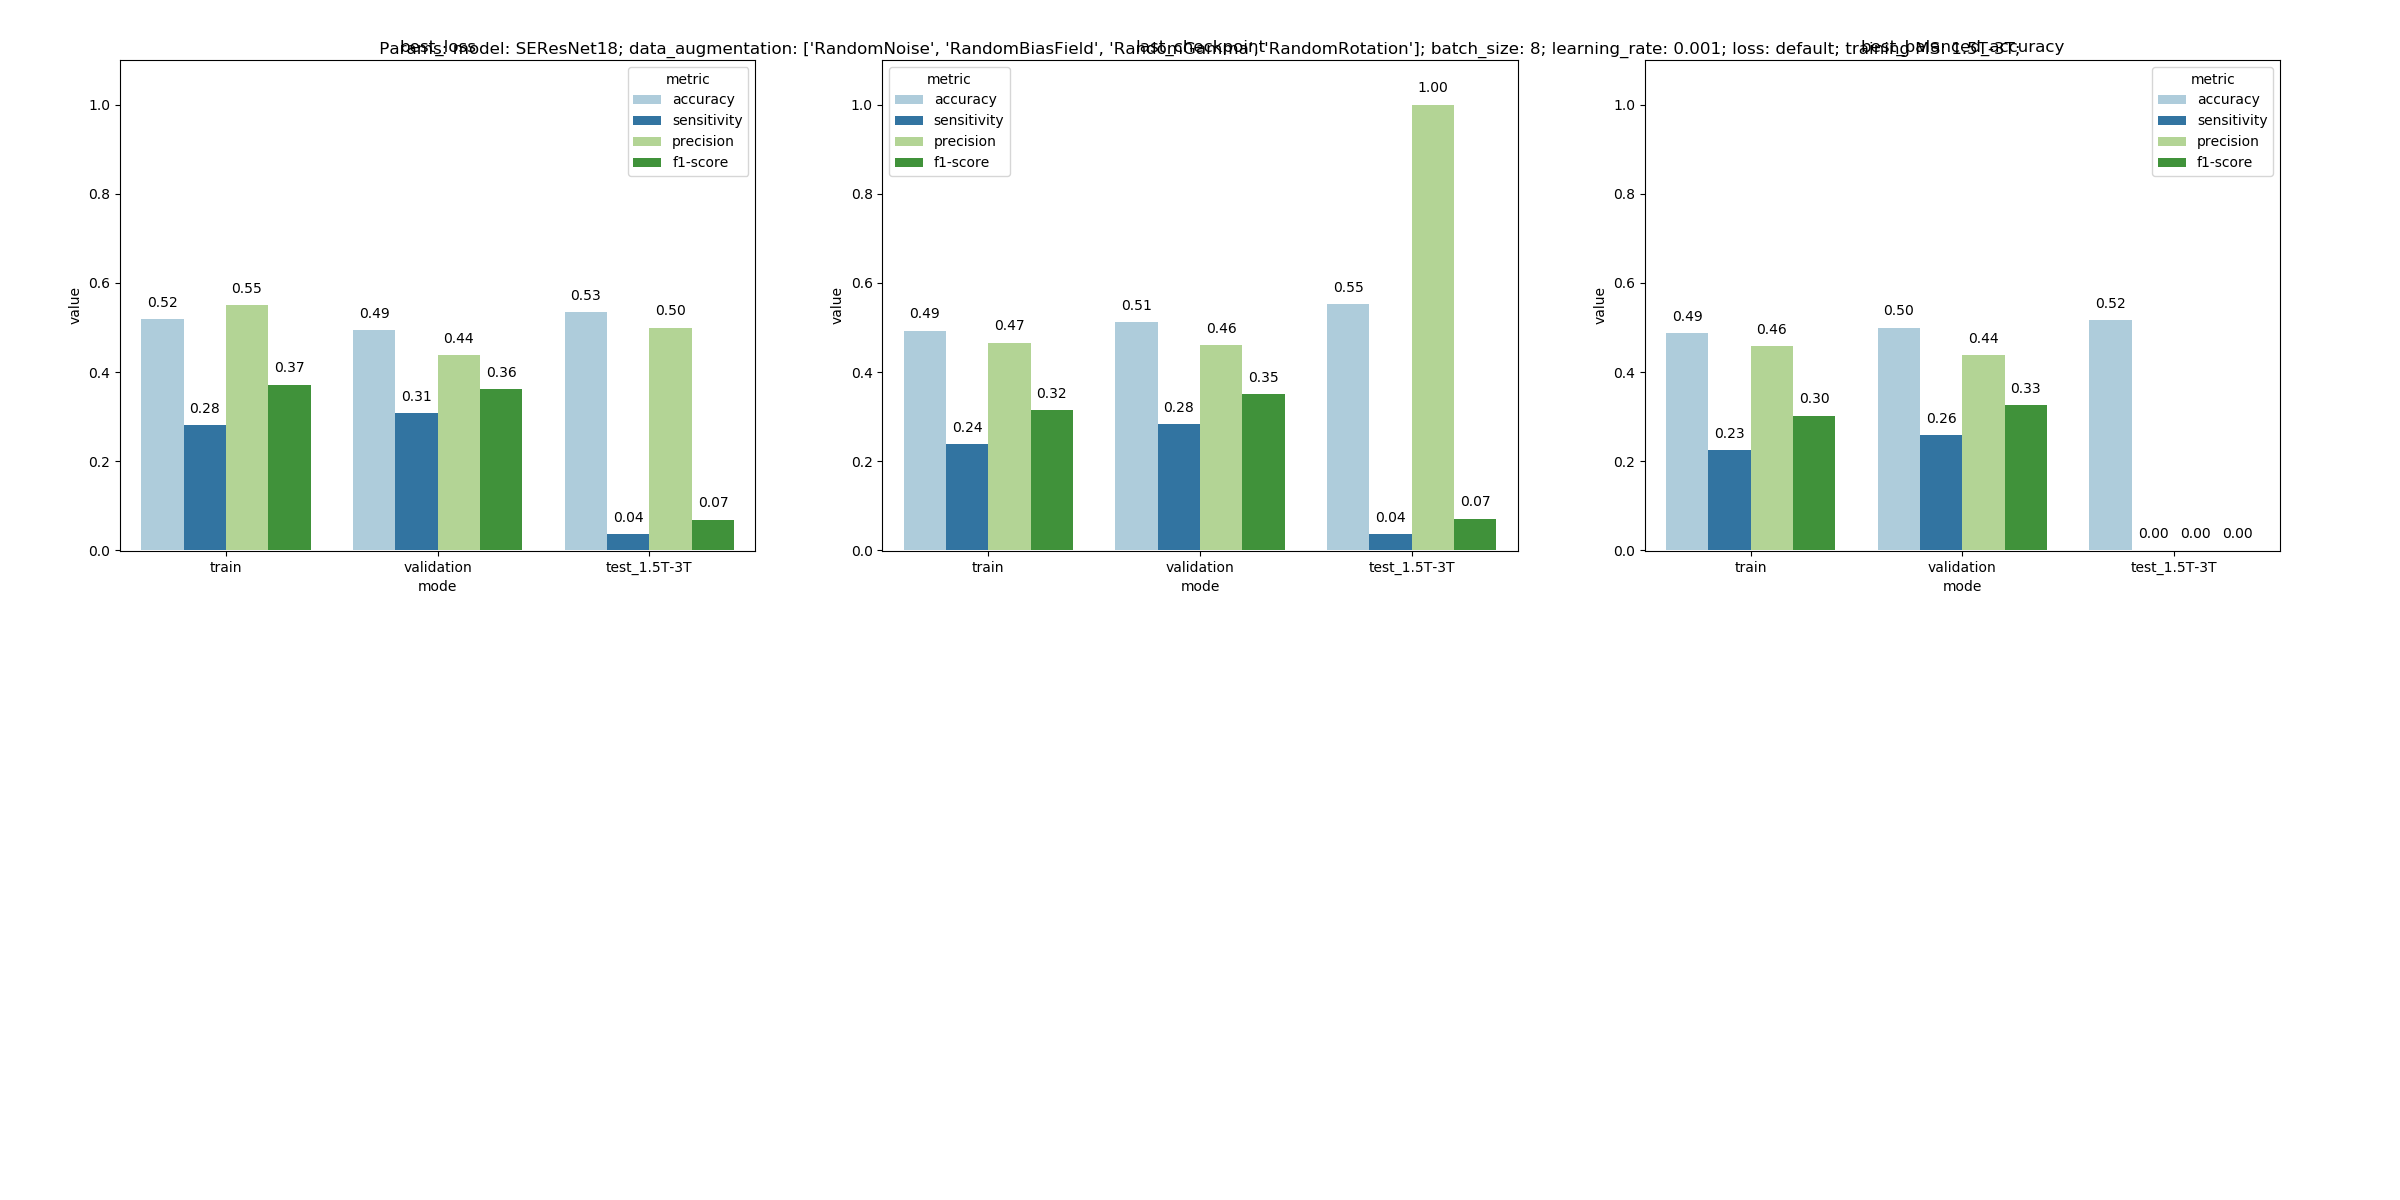 Params: model: SEResNet18; data_augmentation: ['RandomNoise', 'RandomBiasField', 'RandomGamma', 'RandomRotation']; batch_size: 8; learning_rate: 0.001; loss: default; training MS: 1.5T-3T;
best_loss
metric
accuracy
sensitivity
precision
f1-score
value
1.0
0.8
0.6
0.4
0.2
0.0
0.52
0.28
0.55
0.37
0.49
0.31
0.44
0.36
0.53
0.04
0.50
0.07
train
validation
test_1.5T-3T
mode
last_checkpoint
metric
accuracy
sensitivity
precision
f1-score
value
1.0
0.8
0.6
0.4
0.2
0.0
0.49
0.24
0.47
0.32
0.51
0.28
0.46
0.35
0.55
0.04
1.00
0.07
train
validation
test_1.5T-3T
mode
best_balanced_accuracy
metric
accuracy
sensitivity
precision
f1-score
value
1.0
0.8
0.6
0.4
0.2
0.0
0.49
0.23
0.46
0.30
0.50
0.26
0.44
0.33
0.52
0.00
0.00
0.00
train
validation
test_1.5T-3T
mode